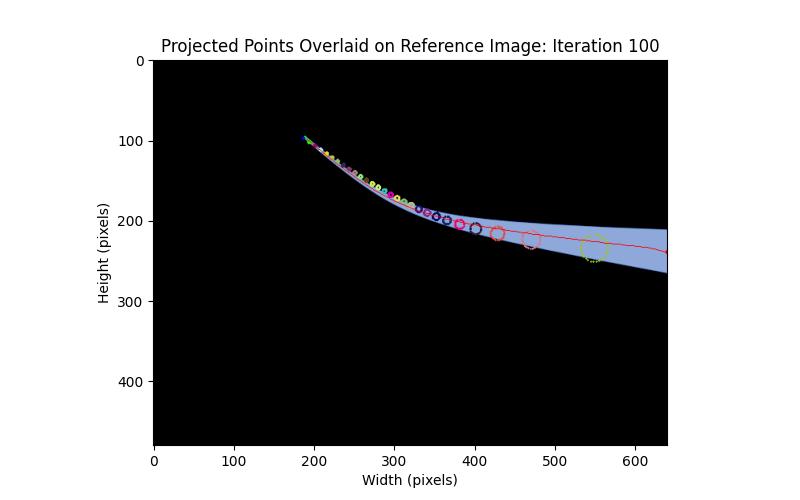 Projected Points Overlaid on Reference Image: Iteration 100
0
100
200
300
400
Height (pixels)
0 100 200 300 400 500 600
Width (pixels)